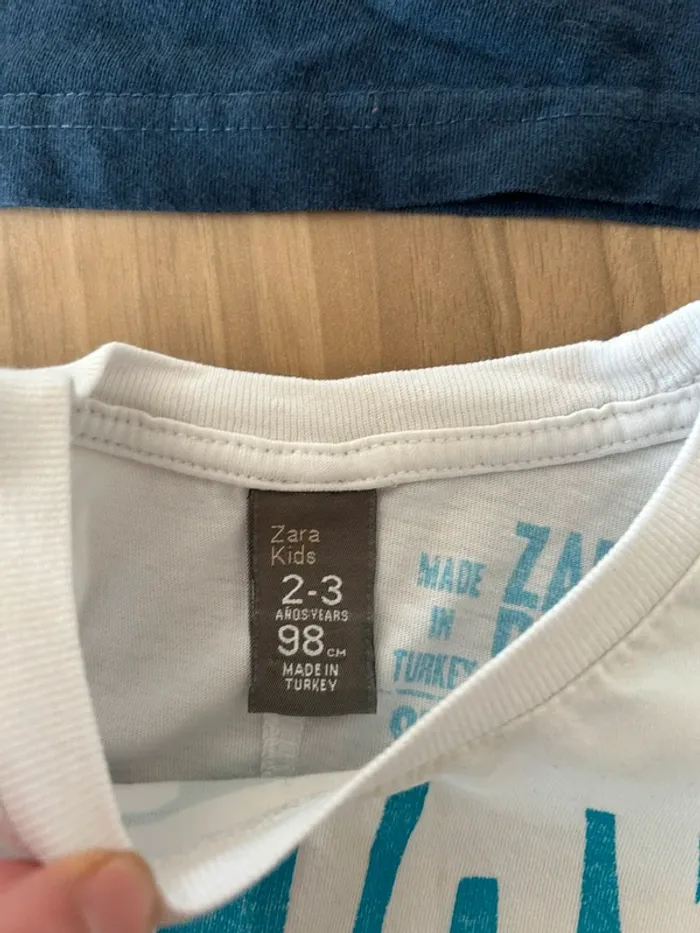 Zara
Kids
2-3
AÑOS-YEARS
98 CM
MADE IN
TURKEY
MADE
IN
TURKEY